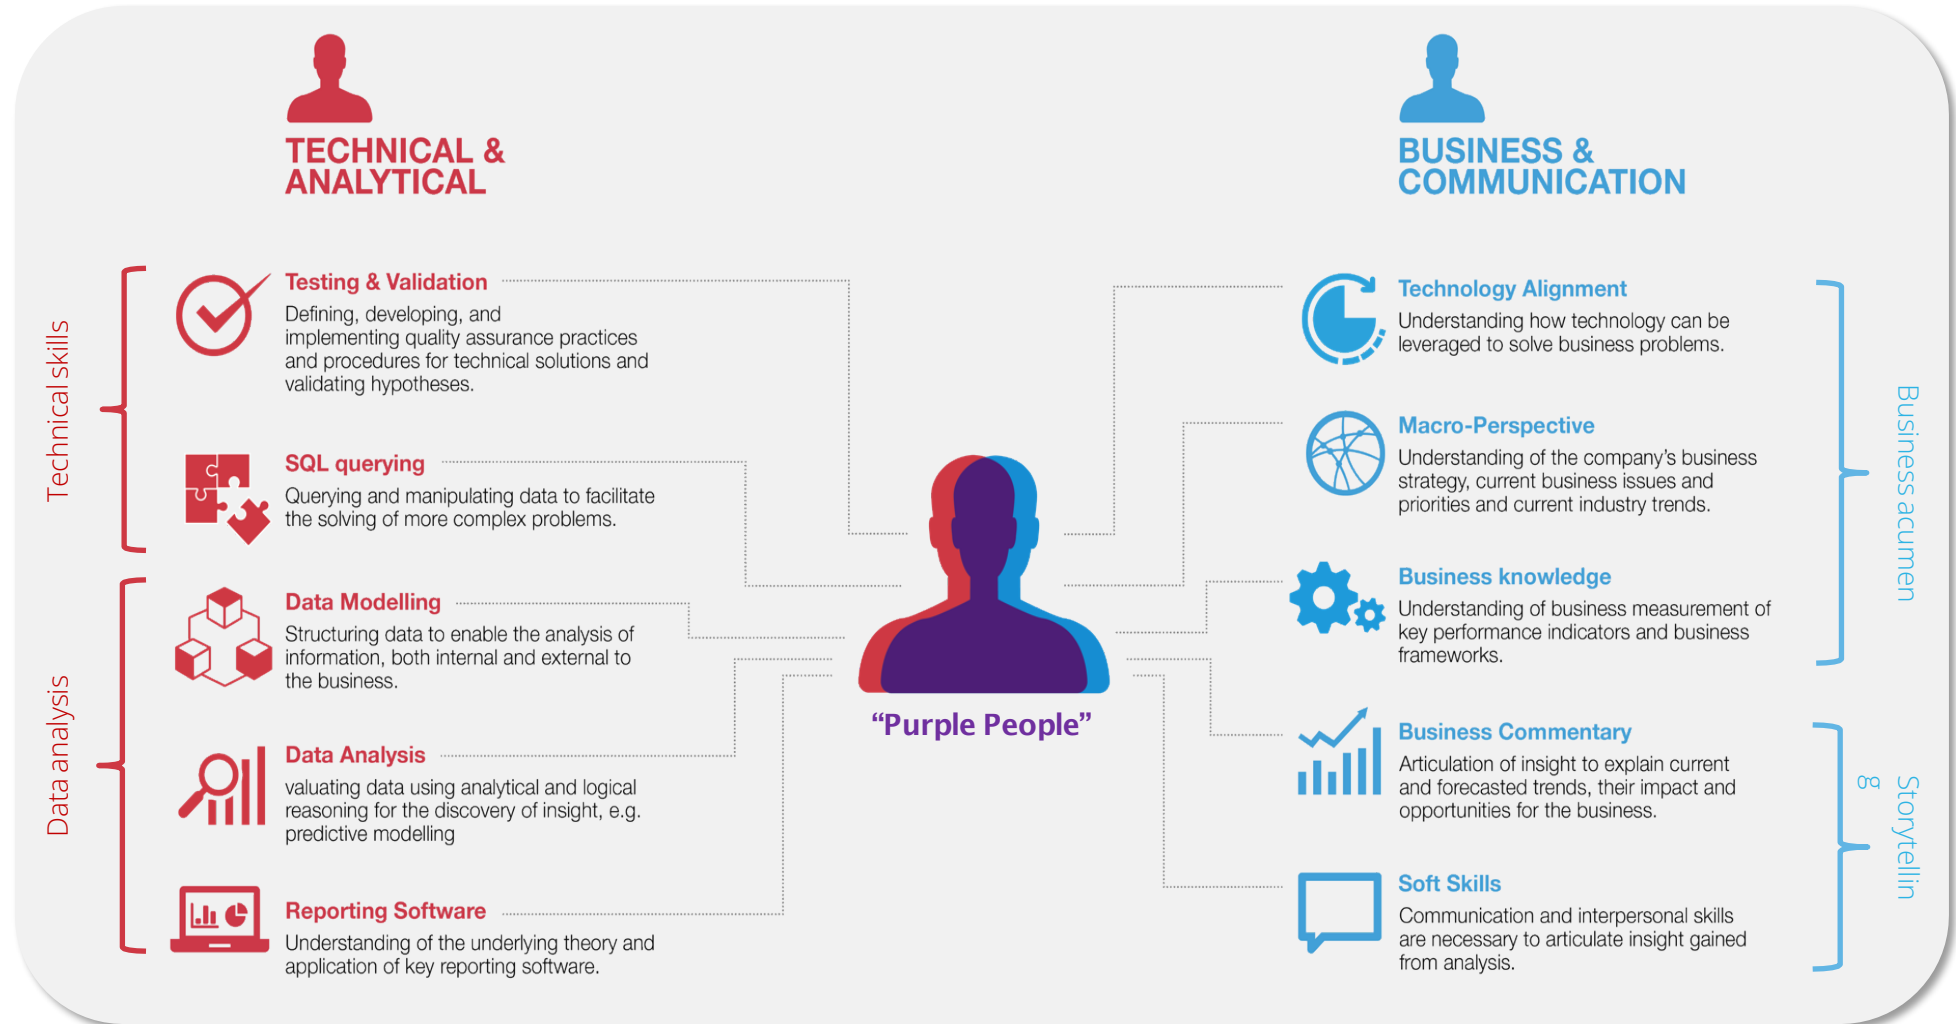 TECHNICAL &
ANALYTICAL
Technical skills
Testing & Validation
Defining, developing, and
implementing quality assurance practices
and procedures for technical solutions and
validating hypotheses.
SQL querying
Querying and manipulating data to facilitate
the solving of more complex problems.
Data analysis
Data Modelling
Structuring data to enable the analysis of
information, both internal and external to
the business.
Data Analysis
valuating data using analytical and logical
reasoning for the discovery of insight, e.g.
predictive modelling
Reporting Software
Understanding of the underlying theory and
application of key reporting software.
“Purple People”
BUSINESS &
COMMUNICATION
Technology Alignment
Understanding how technology can be
leveraged to solve business problems.
Macro-Perspective
Understanding of the company’s business
strategy, current business issues and
priorities and current industry trends.
Business knowledge
Understanding of business measurement of
key performance indicators and business
frameworks.
Business acumen
Business Commentary
Articulation of insight to explain current
and forecasted trends, their impact and
opportunities for the business.
Soft Skills
Communication and interpersonal skills
are necessary to articulate insight gained
from analysis.
Storytellin
g